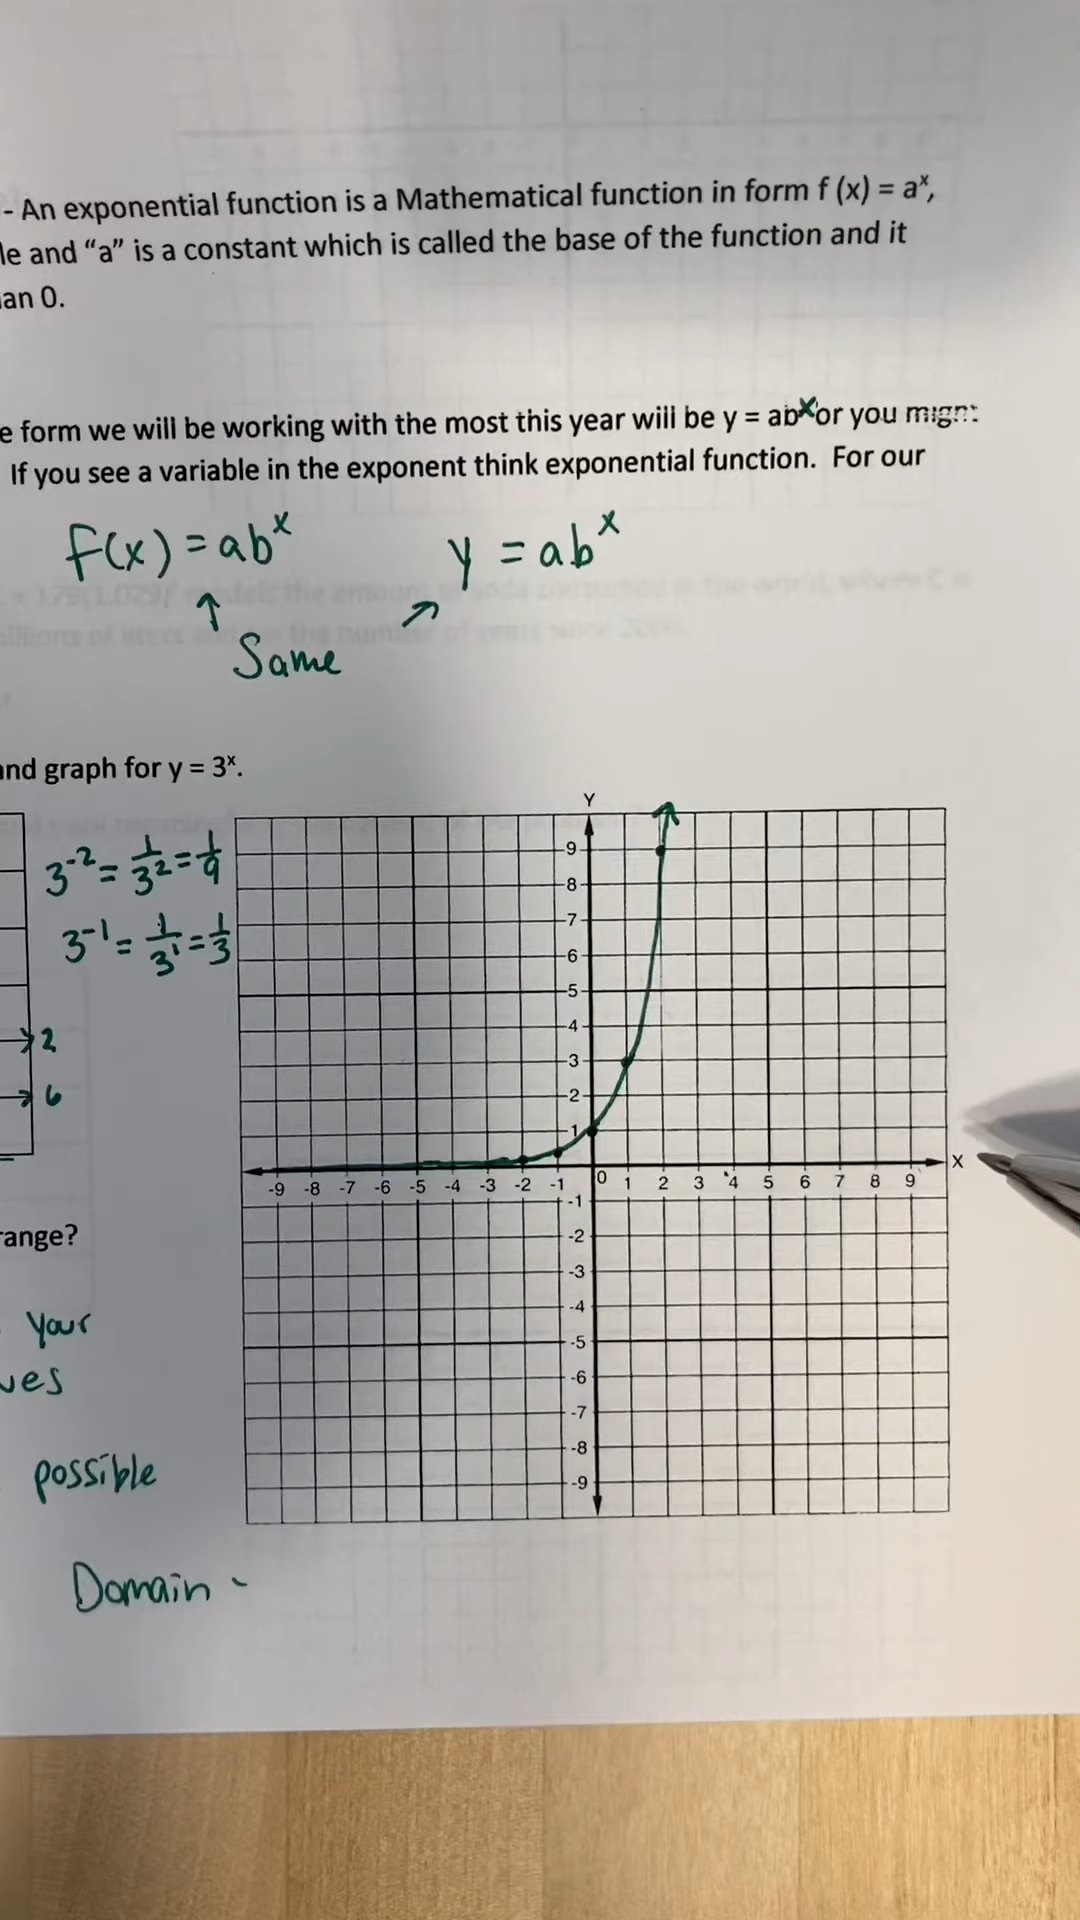 - An exponential function is a Mathematical function in form f (x) = aˣ,
le and “a” is a constant which is called the base of the function and it
an 0.
e form we will be working with the most this year will be y = abˣ or you might
If you see a variable in the exponent think exponential function. For our
f(x) = abˣ
y = abˣ
Same
and graph for y = 3ˣ.
3⁻² = 1/3² = 1/9
3⁻¹ = 1/3¹ = 1/3
→ 2
→ 6
Y
9
8
7
6
5
4
3
2
1
-9 -8 -7 -6 -5 -4 -3 -2 -1 0 1 2 3 4 5 6 7 8 9 X
-1
-2
-3
-4
-5
-6
-7
-8
-9
range?
your
ues
possible
Domain -